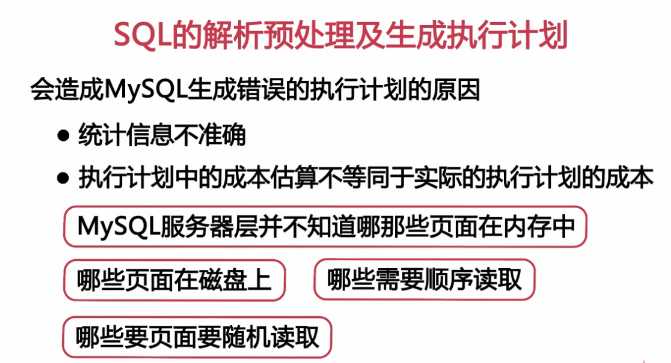 SQL的解析预处理及生成执行计划
会造成MySQL生成错误的执行计划的原因
● 统计信息不准确
● 执行计划中的成本估算不等同于实际的执行计划的成本
MySQL服务器层并不知道哪那些页面在内存中
哪些页面在磁盘上
哪些需要顺序读取
哪些要页面要随机读取